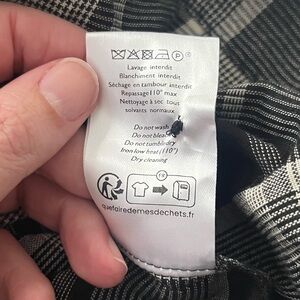 P
Lavage interdit
Blanchiment interdit
Séchage en tambour interdit
Repassage 110° max
Nettoyage à sec tous
solvants normaux
Do not wash
Do not bleach
Do not tumbledry
Iron low heat (110°)
Dry cleaning
FR
quefairedemesdechets.fr